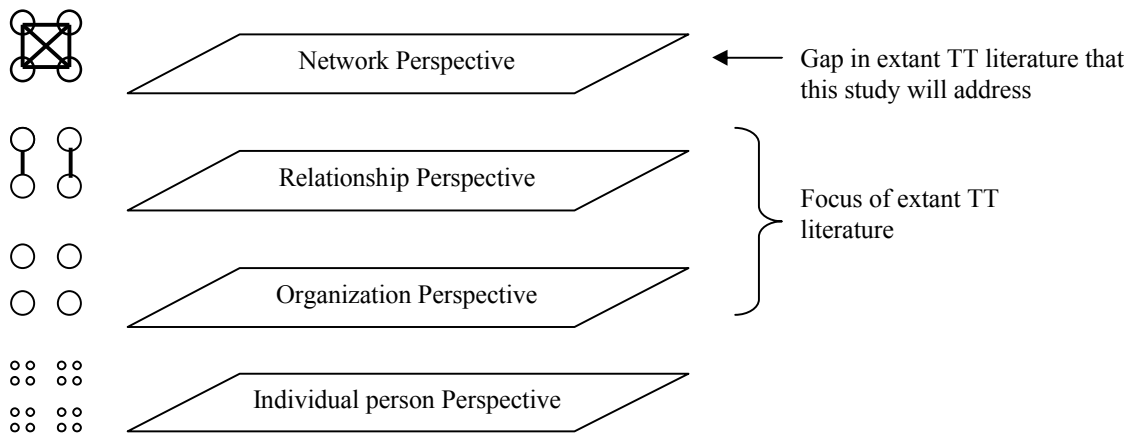 Network Perspective
Gap in extant TT literature that
this study will address
Relationship Perspective
Focus of extant TT
literature
Organization Perspective
Individual person Perspective